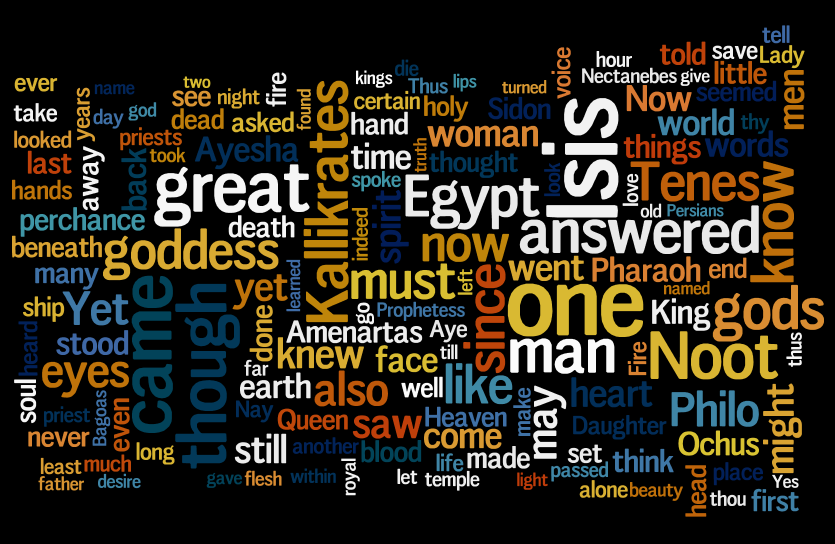 tell
hour
told
save
Lady
ever
name
two
kings
die
Thus
lips
turned
voice
Nectanebes
give
little
men
take
years
day
god
see
night
fire
found
certain
holy
Sidon
Isis
Now
seemed
looked
priests
dead
asked
Kallikrates
hand
woman
world
thy
last
away
back
took
Ayesha
time
truth
thought
things
words
hands
great
spoke
Egypt
look
love
Tenes
know
perchance
death
indeed
spirit
old
Persians
beneath
goddess
now
answered
many
learned
must
left
since
went
Pharaoh
end
ship
Yet
came
though
yet
go
Prophetess
one
named
King
gods
heard
stood
done
Amenartas
Aye
man
Fire
Noot
thus
soul
eyes
far
knew
face
till
earth
also
well
like
heart
Philo
might
priest
Bagoas
even
Nay
Queen
saw
Heaven
make
may
Daughter
never
long
still
another
blood
come
Ochus
least
much
life
made
set
think
head
place
father
desire
gave
flesh
within
royal
let
temple
light
passed
alone
beauty
thou
Yes
first